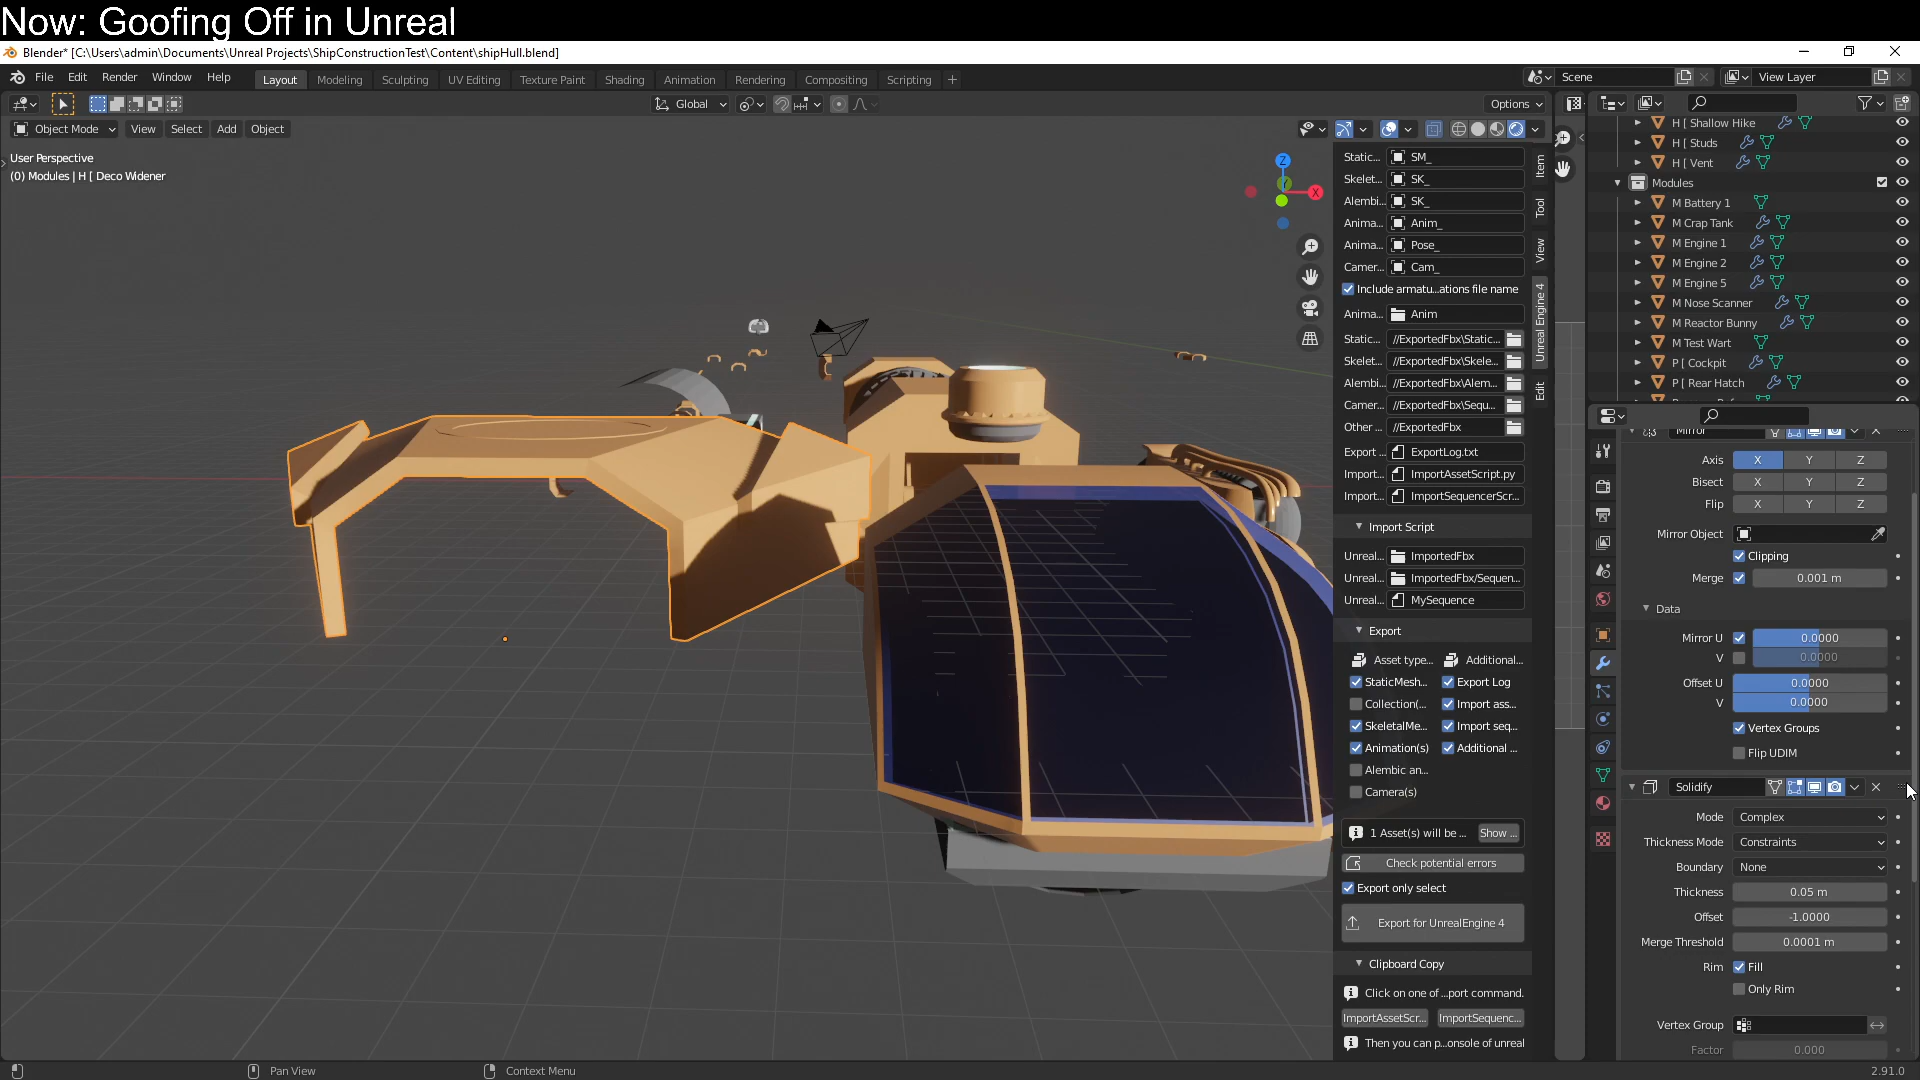 Now: Goofing Off in Unreal
Blender* [C:\Users\admin\Documents\Unreal Projects\ShipConstructionTest\Content\shipHull.blend]
File Edit Render Window Help Layout Modeling Sculpting UV Editing Texture Paint Shading Animation Rendering Compositing Scripting + Scene View Layer
Global Options
Object Mode View Select Add Object
User Perspective
(0) Modules | H [ Deco Widener
Z
Y
X
Static... SM_
Skelet... SK_
Alembi... SK_
Anima... Anim_
Anima... Pose_
Camer... Cam_
Include armatu...ations file name
Anima... Anim
Static... //ExportedFbx\Static...
Skelet... //ExportedFbx\Skele...
Alembi... //ExportedFbx\Alem...
Camer... //ExportedFbx\Sequ...
Other ... //ExportedFbx
Export ... ExportLog.txt
Import... ImportAssetScript.py
Import... ImportSequencerScr...
Import Script
Unreal... ImportedFbx
Unreal... ImportedFbx/Sequen...
Unreal... MySequence
Export
Asset type... Additional...
StaticMesh... Export Log
Collection(... Import ass...
SkeletalMe... Import seq...
Animation(s) Additional ...
Alembic an...
Camera(s)
1 Asset(s) will be ... Show ...
Check potential errors
Export only select
Export for UnrealEngine 4
Clipboard Copy
Click on one of ...port command.
ImportAssetScr... ImportSequenc...
Then you can p...onsole of unreal
Item
Tool
View
Unreal Engine 4
Edit
H [ Shallow Hike
H [ Studs
H [ Vent
Modules
M Battery 1
M Crap Tank
M Engine 1
M Engine 2
M Engine 5
M Nose Scanner
M Reactor Bunny
M Test Wart
P [ Cockpit
P [ Rear Hatch
Mirror
Axis X Y Z
Bisect X Y Z
Flip X Y Z
Mirror Object
Clipping
Merge 0.001 m
Data
Mirror U 0.0000
V 0.0000
Offset U 0.0000
V 0.0000
Vertex Groups
Flip UDIM
Solidify
Mode Complex
Thickness Mode Constraints
Boundary None
Thickness 0.05 m
Offset -1.0000
Merge Threshold 0.0001 m
Rim Fill
Only Rim
Vertex Group
Factor 0.000
Pan View Context Menu 2.91.0